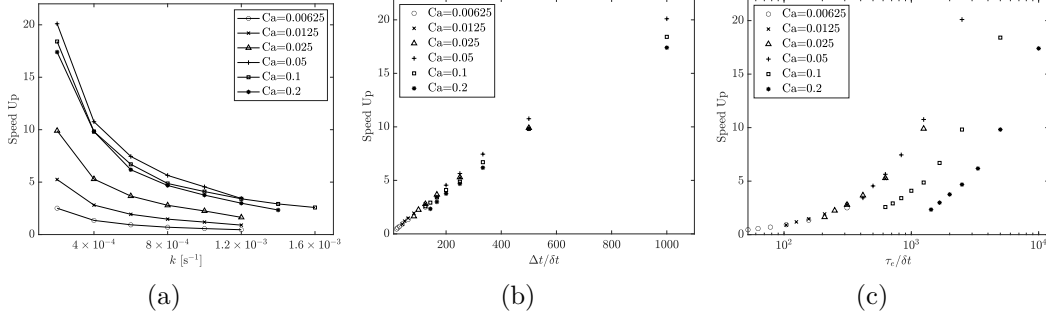 20
15
10
5
0
Speed Up
Ca=0.00625
Ca=0.0125
Ca=0.025
Ca=0.05
Ca=0.1
Ca=0.2
4 × 10⁻⁴
8 × 10⁻⁴
1.2 × 10⁻³
1.6 × 10⁻³
k [s⁻¹]
(a)
20
15
10
5
0
Speed Up
Ca=0.00625
Ca=0.0125
Ca=0.025
Ca=0.05
Ca=0.1
Ca=0.2
200
400
600
800
1000
Δt/δt
(b)
20
15
10
5
0
Speed Up
Ca=0.00625
Ca=0.0125
Ca=0.025
Ca=0.05
Ca=0.1
Ca=0.2
10²
10³
10⁴
(c)